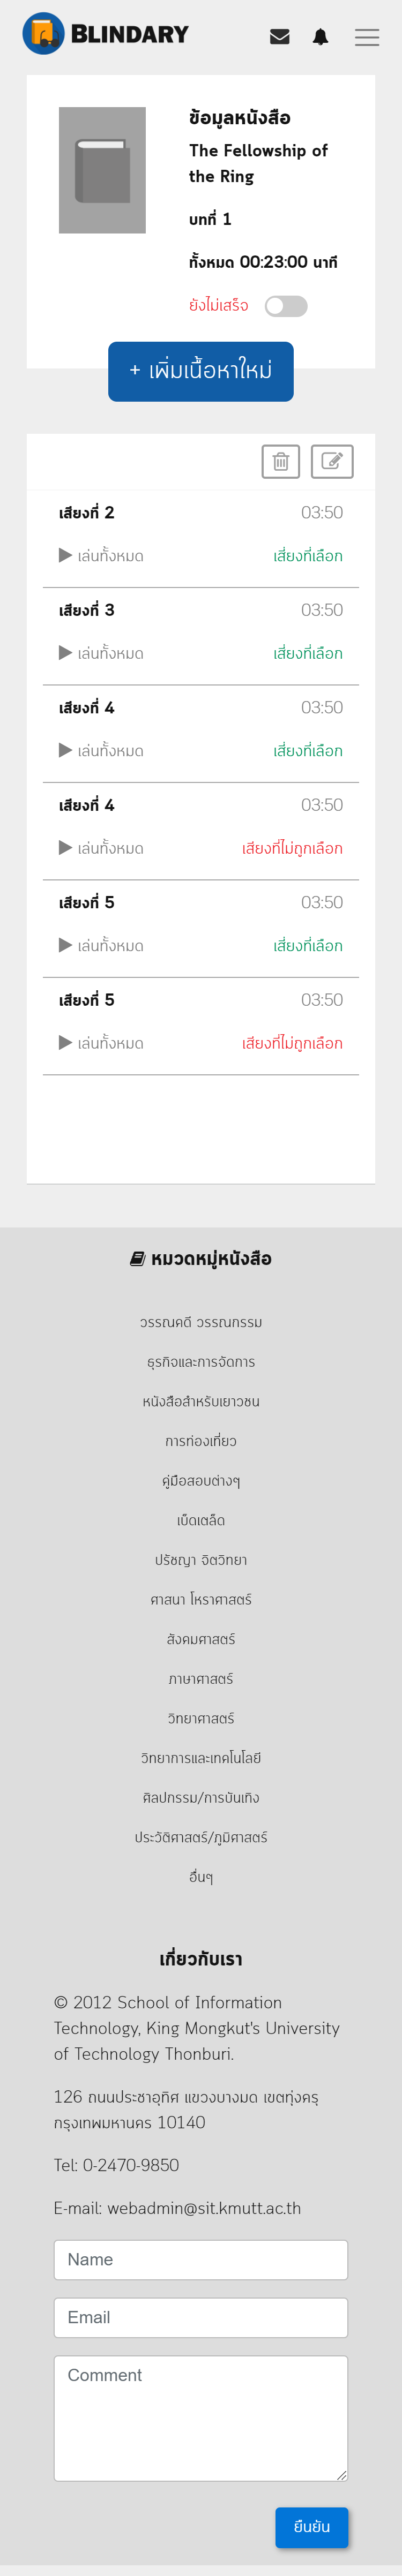 BLINDARY
ข้อมูลหนังสือ
The Fellowship of
the Ring
บทที่ 1
ทั้งหมด 00:23:00 นาที
ยังไม่เสร็จ
+ เพิ่มเนื้อหาใหม่
เสียงที่ 2 03:50
เล่นทั้งหมด เสี่ยงที่เลือก
เสียงที่ 3 03:50
เล่นทั้งหมด เสี่ยงที่เลือก
เสียงที่ 4 03:50
เล่นทั้งหมด เสี่ยงที่เลือก
เสียงที่ 4 03:50
เล่นทั้งหมด เสียงที่ไม่ถูกเลือก
เสียงที่ 5 03:50
เล่นทั้งหมด เสี่ยงที่เลือก
เสียงที่ 5 03:50
เล่นทั้งหมด เสียงที่ไม่ถูกเลือก
หมวดหมู่หนังสือ
วรรณคดี วรรณกรรม
ธุรกิจและการจัดการ
หนังสือสำหรับเยาวชน
การท่องเที่ยว
คู่มือสอบต่างๆ
เบ็ดเตล็ด
ปรัชญา จิตวิทยา
ศาสนา โหราศาสตร์
สังคมศาสตร์
ภาษาศาสตร์
วิทยาศาสตร์
วิทยาการและเทคโนโลยี
ศิลปกรรม/การบันเทิง
ประวัติศาสตร์/ภูมิศาสตร์
อื่นๆ
เกี่ยวกับเรา
© 2012 School of Information
Technology, King Mongkut's University
of Technology Thonburi.
126 ถนนประชาอุทิศ แขวงบางมด เขตทุ่งครุ
กรุงเทพมหานคร 10140
Tel: 0-2470-9850
E-mail: webadmin@sit.kmutt.ac.th
Name
Email
Comment
ยืนยัน